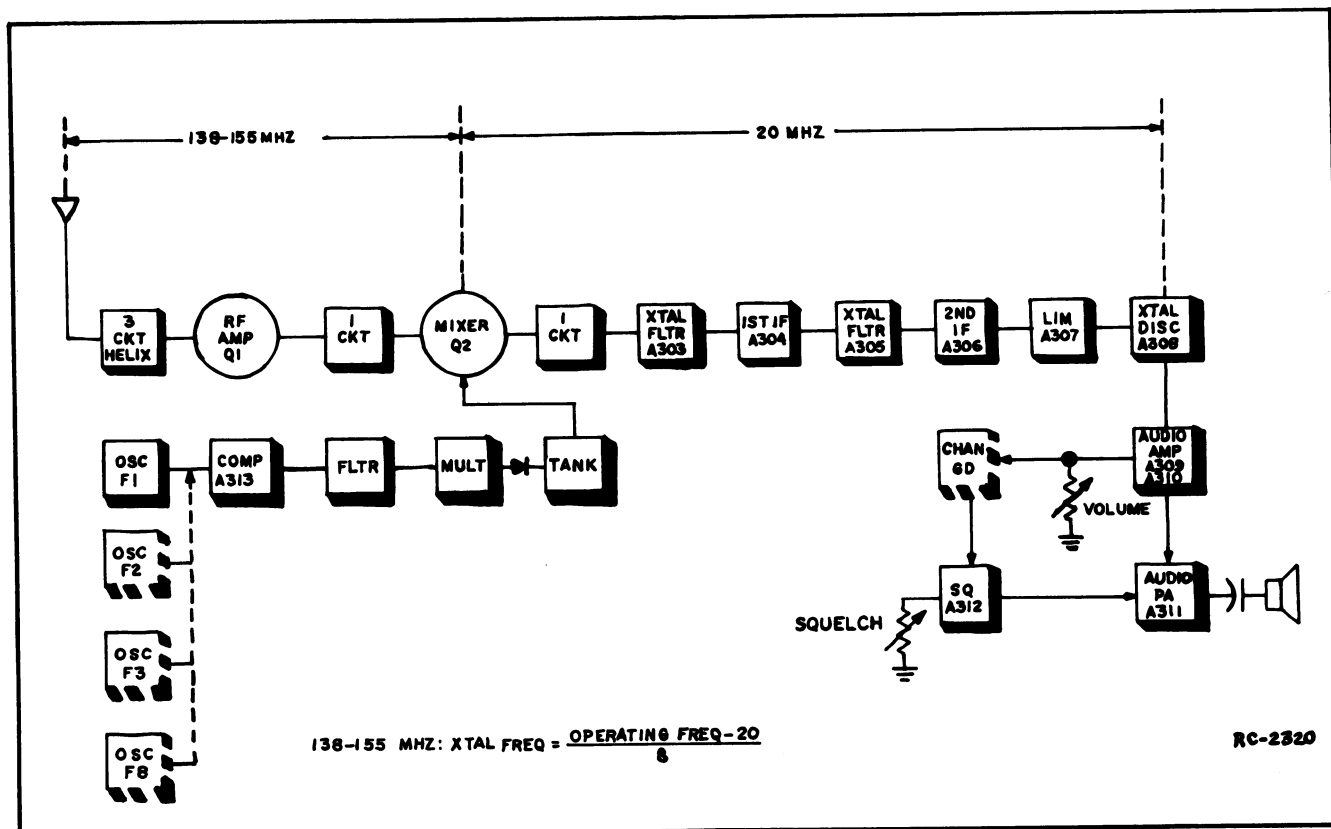 138-155 MHZ
20 MHZ
3
CKT
HELIX
RF
AMP
Q1
1
CKT
MIXER
Q2
1
CKT
XTAL
FLTR
A303
1ST IF
A304
XTAL
FLTR
A305
2ND
IF
A306
LIM
A307
XTAL
DISC
A308
OSC
F1
COMP
A313
FLTR
MULT
TANK
CHAN
GD
AUDIO
AMP
A309
A310
VOLUME
OSC
F2
SQ
A312
AUDIO
PA
A311
SQUELCH
OSC
F3
OSC
F8
138-155 MHZ: XTAL FREQ = OPERATING FREQ-20
8
RC-2320